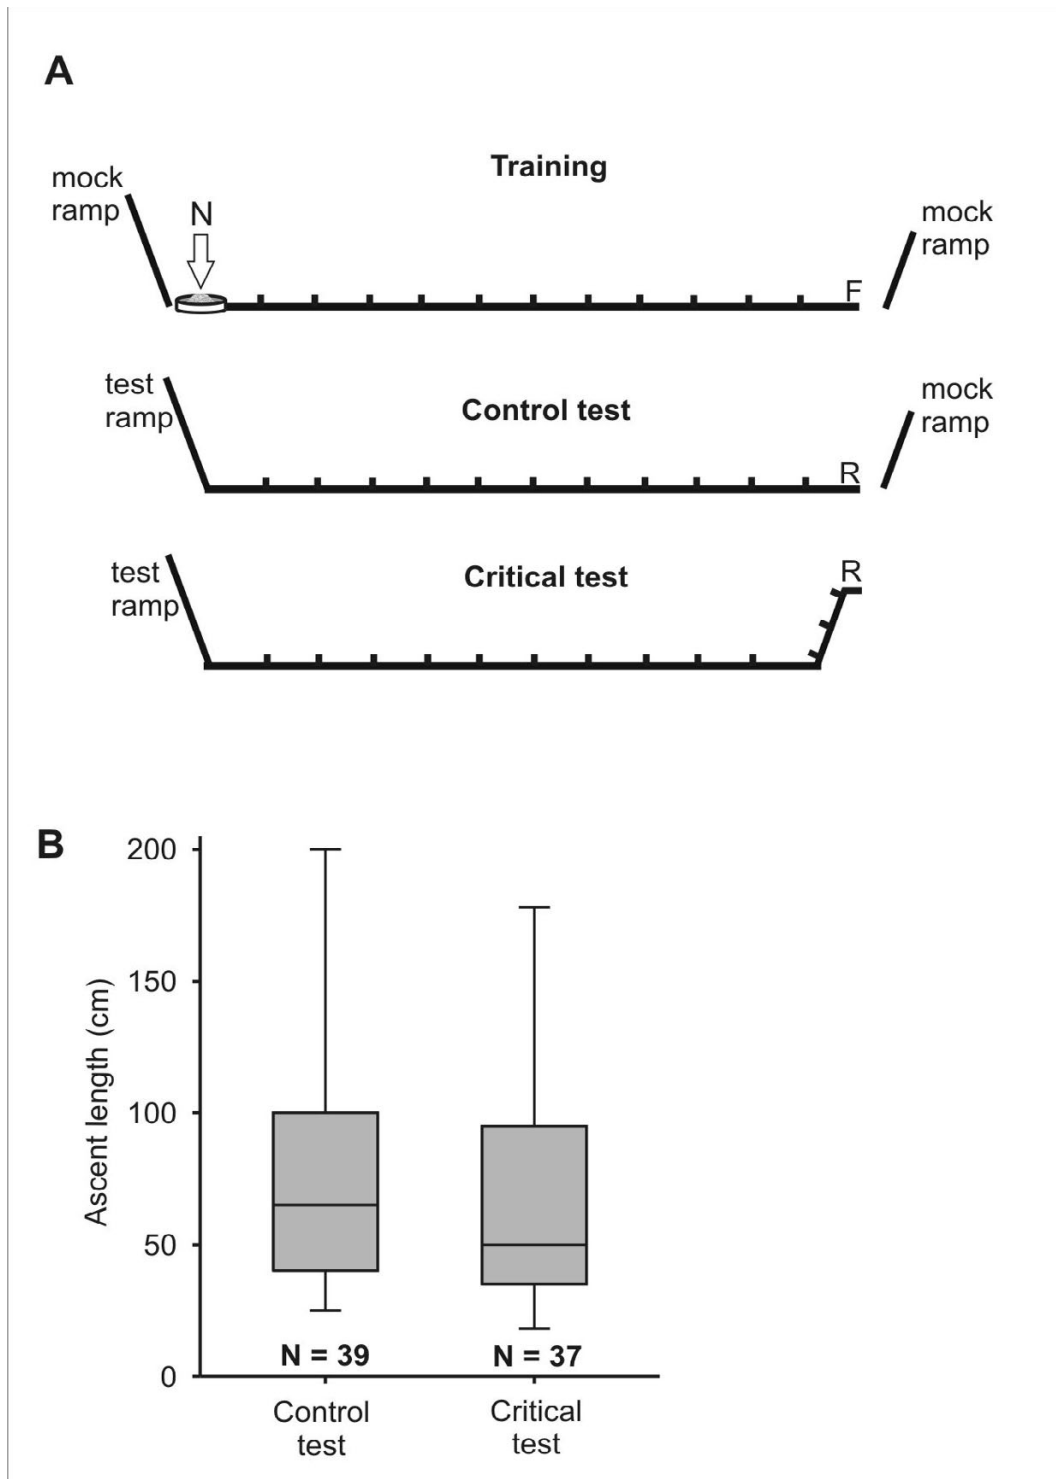 A
Training
mock
ramp
N
mock
ramp
F
test
ramp
Control test
mock
ramp
R
test
ramp
Critical test
R
B
200
150
100
50
0
Ascent length (cm)
N = 39
N = 37
Control
test
Critical
test